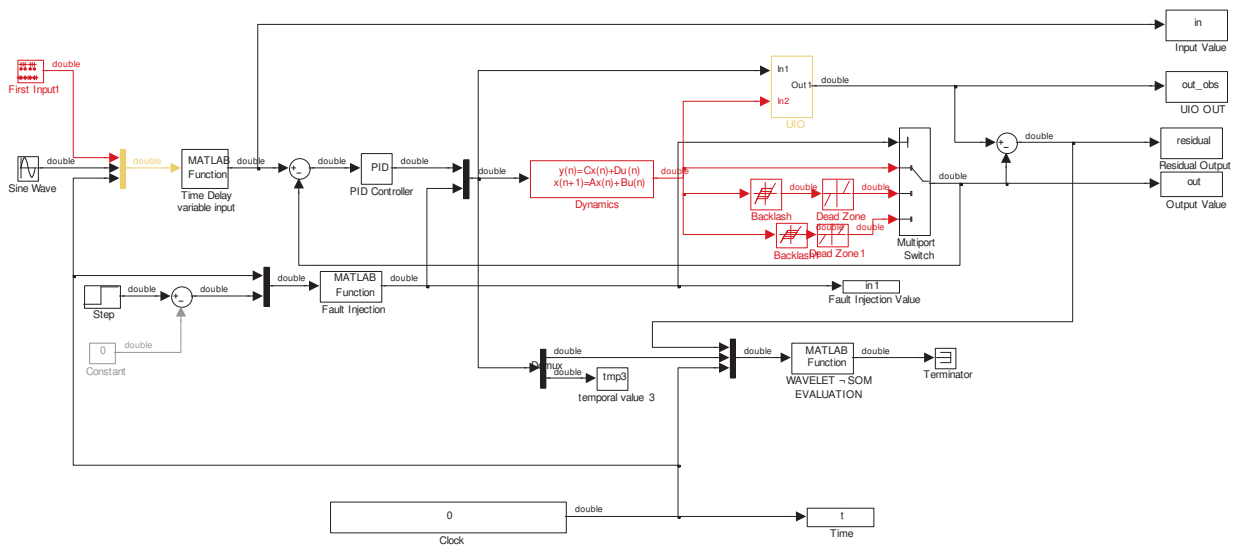 in
Input Value
double
First Input1
In1
In2
Out1
double
UIO
out_obs
UIO OUT
double
Sine Wave
double
MATLAB
Function
Time Delay
variable input
double
+
−
double
PID
PID Controller
double
double
y(n)=Cx(n)+Du(n)
x(n+1)=Ax(n)+Bu(n)
Dynamics
double
Backlash
double
Dead Zone
double
Backlash1
double
Dead Zone1
double
Multiport
Switch
double
+
−
double
residual
Residual Output
out
Output Value
Step
double
+
−
double
0
Constant
double
double
MATLAB
Function
Fault Injection
double
in1
Fault Injection Value
Demux
double
double
tmp3
temporal value 3
double
MATLAB
Function
WAVELET ¬ SOM
EVALUATION
double
Terminator
0
Clock
double
t
Time